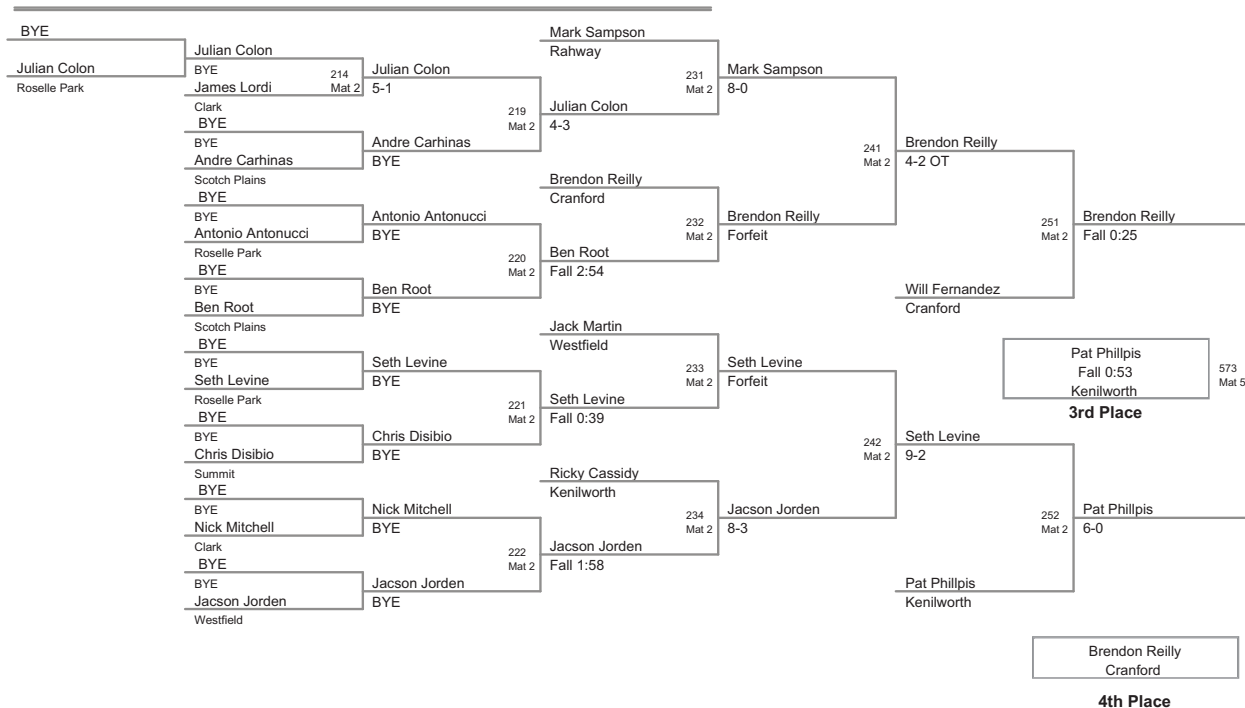 BYE
Julian Colon
Roselle Park
Julian Colon
BYE
James Lordi
Clark
BYE
BYE
Andre Carhinas
Scotch Plains
BYE
BYE
Antonio Antonucci
Roselle Park
BYE
BYE
Ben Root
Scotch Plains
BYE
BYE
Seth Levine
Roselle Park
BYE
BYE
Chris Disibio
Summit
BYE
BYE
Nick Mitchell
Clark
BYE
BYE
Jacson Jorden
Westfield
214
Mat 2
Julian Colon
5-1
Andre Carhinas
BYE
Antonio Antonucci
BYE
Ben Root
BYE
Seth Levine
BYE
Chris Disibio
BYE
Nick Mitchell
BYE
Jacson Jorden
BYE
219
Mat 2
220
Mat 2
221
Mat 2
222
Mat 2
Mark Sampson
Rahway
Julian Colon
4-3
Brendon Reilly
Cranford
Ben Root
Fall 2:54
Jack Martin
Westfield
Seth Levine
Fall 0:39
Ricky Cassidy
Kenilworth
Jacson Jorden
Fall 1:58
231
Mat 2
232
Mat 2
233
Mat 2
234
Mat 2
Mark Sampson
8-0
Brendon Reilly
Forfeit
Seth Levine
Forfeit
Jacson Jorden
8-3
241
Mat 2
242
Mat 2
Brendon Reilly
4-2 OT
Will Fernandez
Cranford
Seth Levine
9-2
Pat Phillpis
Kenilworth
251
Mat 2
252
Mat 2
Brendon Reilly
Fall 0:25
Pat Phillpis
Fall 0:53
Kenilworth
3rd Place
573
Mat 5
Pat Phillpis
6-0
Brendon Reilly
Cranford
4th Place